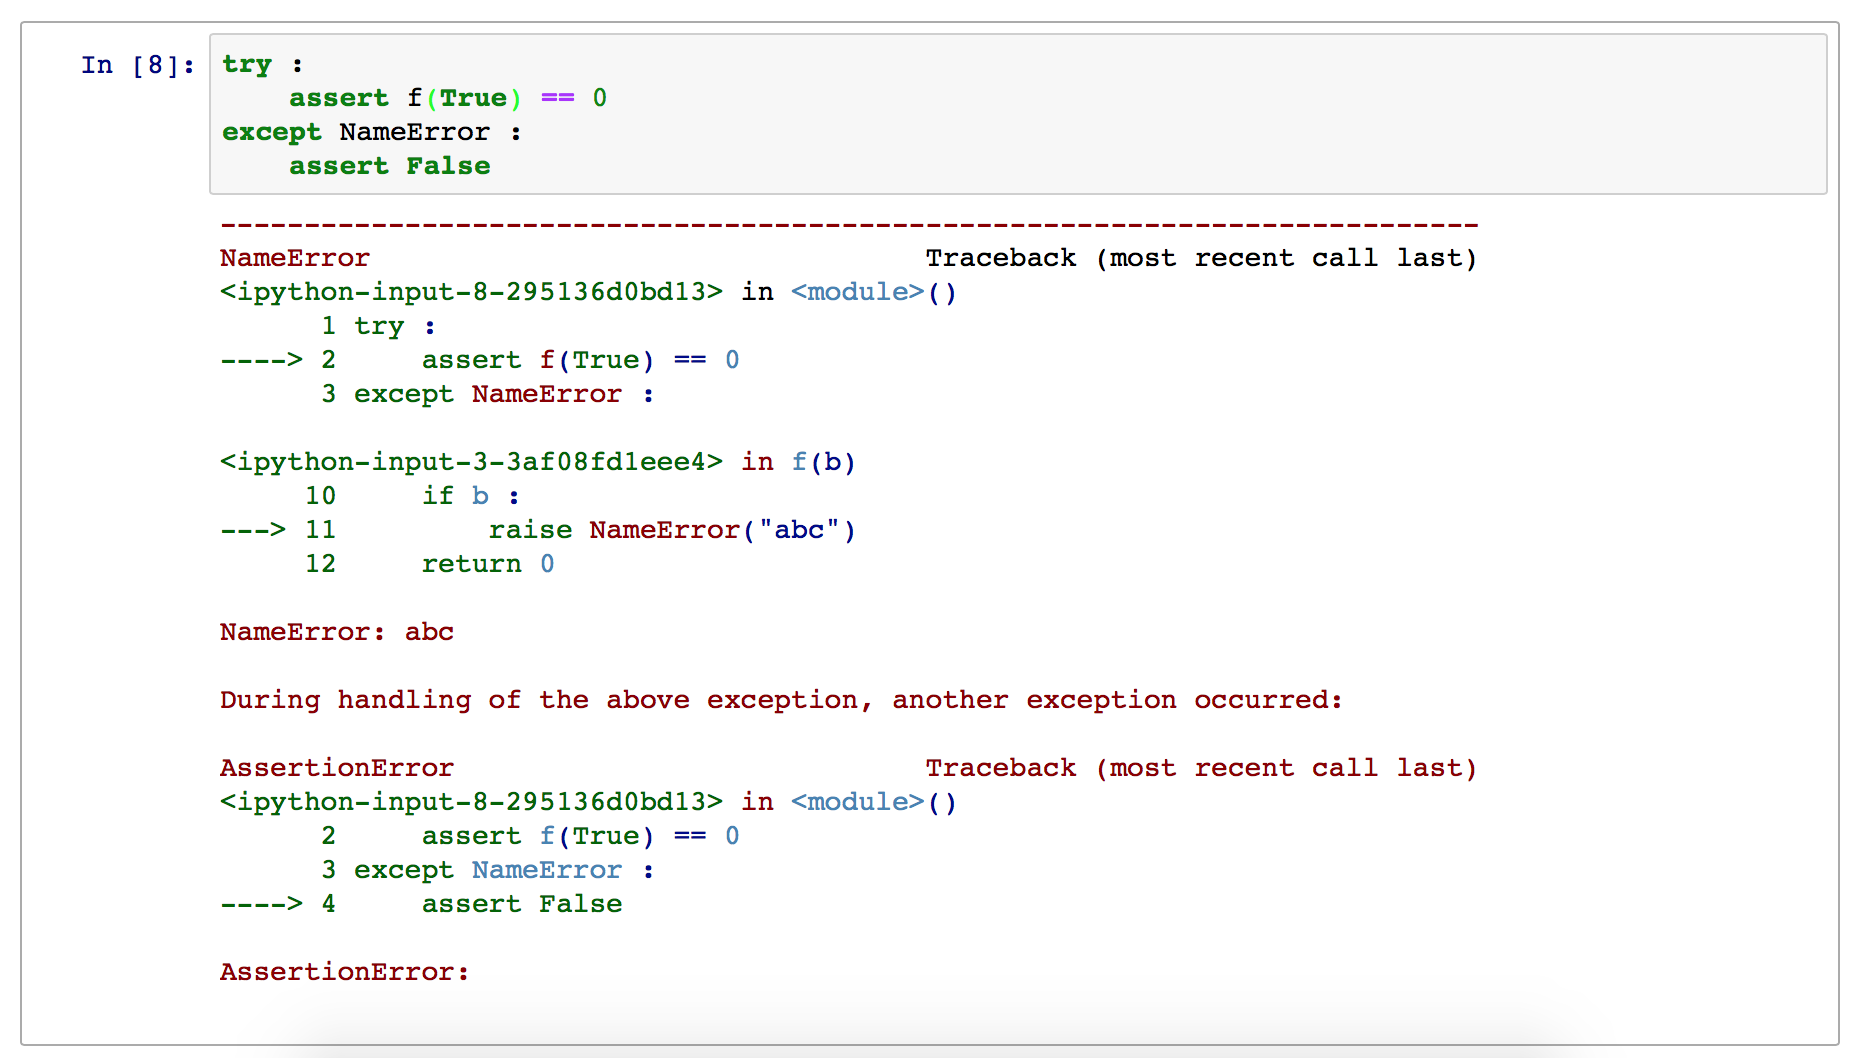 In [8]: try :
    assert f(True) == 0
except NameError :
    assert False
---------------------------------------------------------------------------
NameError                                 Traceback (most recent call last)
<ipython-input-8-295136d0bd13> in <module>()
      1 try :
----> 2     assert f(True) == 0
      3 except NameError :

<ipython-input-3-3af08fd1eee4> in f(b)
     10     if b :
---> 11         raise NameError("abc")
     12     return 0

NameError: abc

During handling of the above exception, another exception occurred:

AssertionError                            Traceback (most recent call last)
<ipython-input-8-295136d0bd13> in <module>()
      2     assert f(True) == 0
      3 except NameError :
----> 4     assert False

AssertionError: